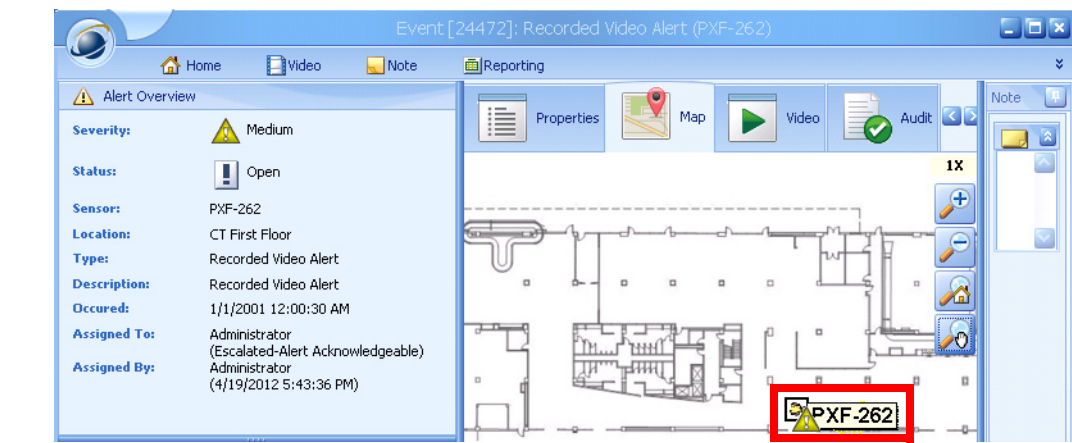 Event [24472]: Recorded Video Alert (PXF-262)
Home Video Note Reporting
Alert Overview
Severity: Medium
Status: Open
Sensor: PXF-262
Location: CT First Floor
Type: Recorded Video Alert
Description: Recorded Video Alert
Occured: 1/1/2001 12:00:30 AM
Assigned To: Administrator
(Escalated-Alert Acknowledgeable)
Assigned By: Administrator
(4/19/2012 5:43:36 PM)
Properties Map Video Audit
1X
PXF-262
Note